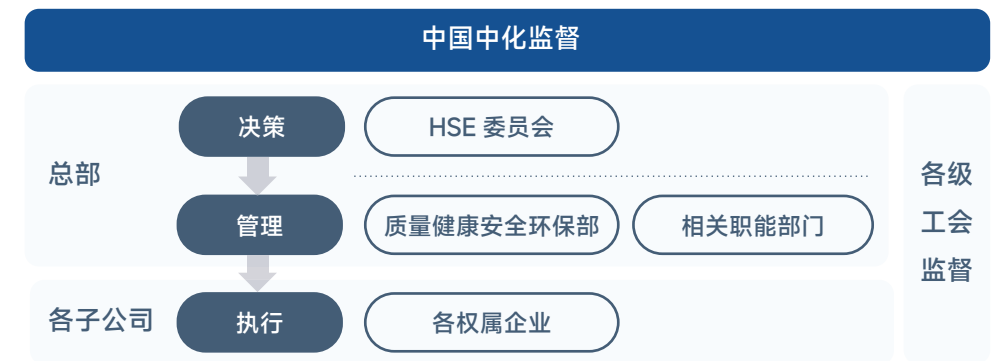 中国中化监督
总部
决策
HSE 委员会
管理
质量健康安全环保部
相关职能部门
各子公司
执行
各权属企业
各级
工会
监督